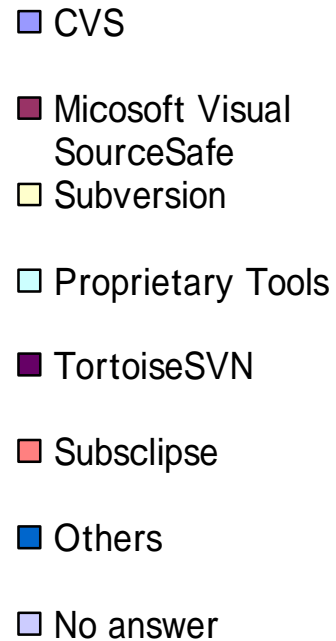 CVS
Micosoft Visual
SourceSafe
Subversion
Proprietary Tools
TortoiseSVN
Subsclipse
Others
No answer